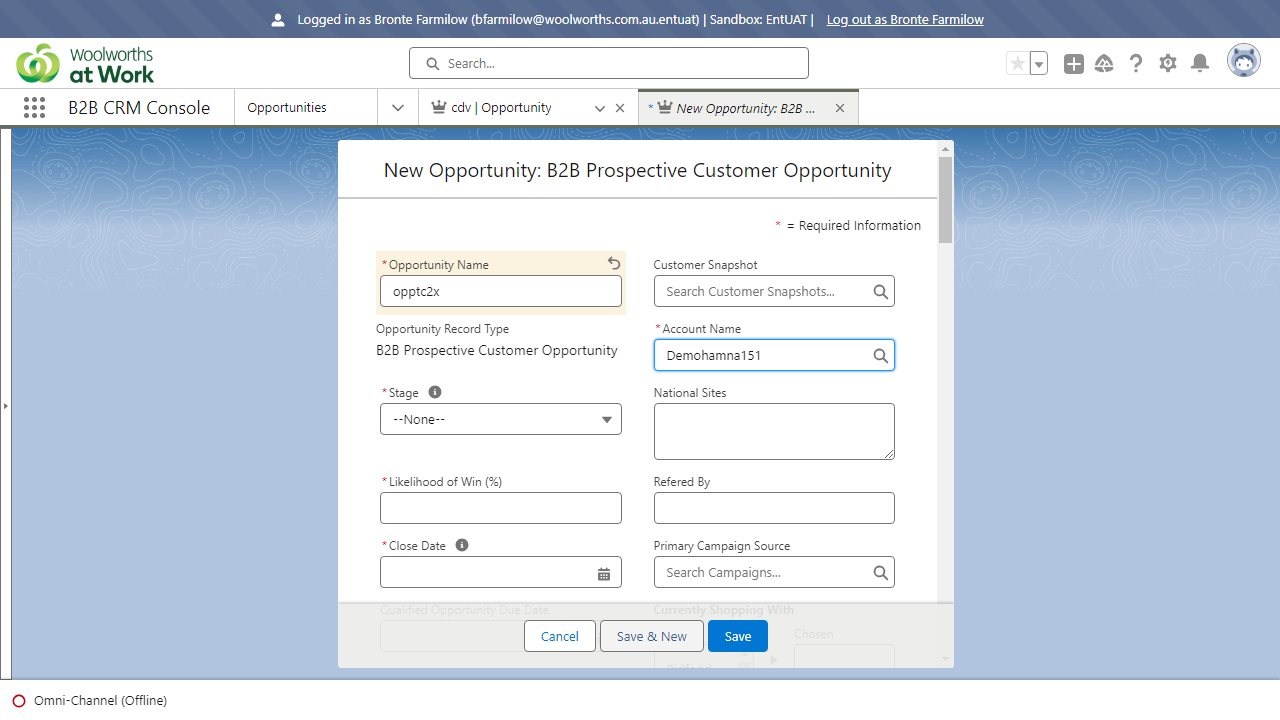 Logged in as Bronte Farmilow (bfarmilow@woolworths.com.au.entuat) | Sandbox: EntUAT | Log out as Bronte Farmilow
Woolworths
at Work
Search...
B2B CRM Console
Opportunities
cdv | Opportunity
* New Opportunity: B2B ...
New Opportunity: B2B Prospective Customer Opportunity
* = Required Information
*Opportunity Name
opptc2x
Customer Snapshot
Search Customer Snapshots...
Opportunity Record Type
B2B Prospective Customer Opportunity
*Account Name
Demohamna151
*Stage
--None--
National Sites
*Likelihood of Win (%)
Refered By
*Close Date
Primary Campaign Source
Search Campaigns...
Qualified Opportunity Due Date
Currently Shopping With
Chosen
Bidfood
Cancel
Save & New
Save
Omni-Channel (Offline)